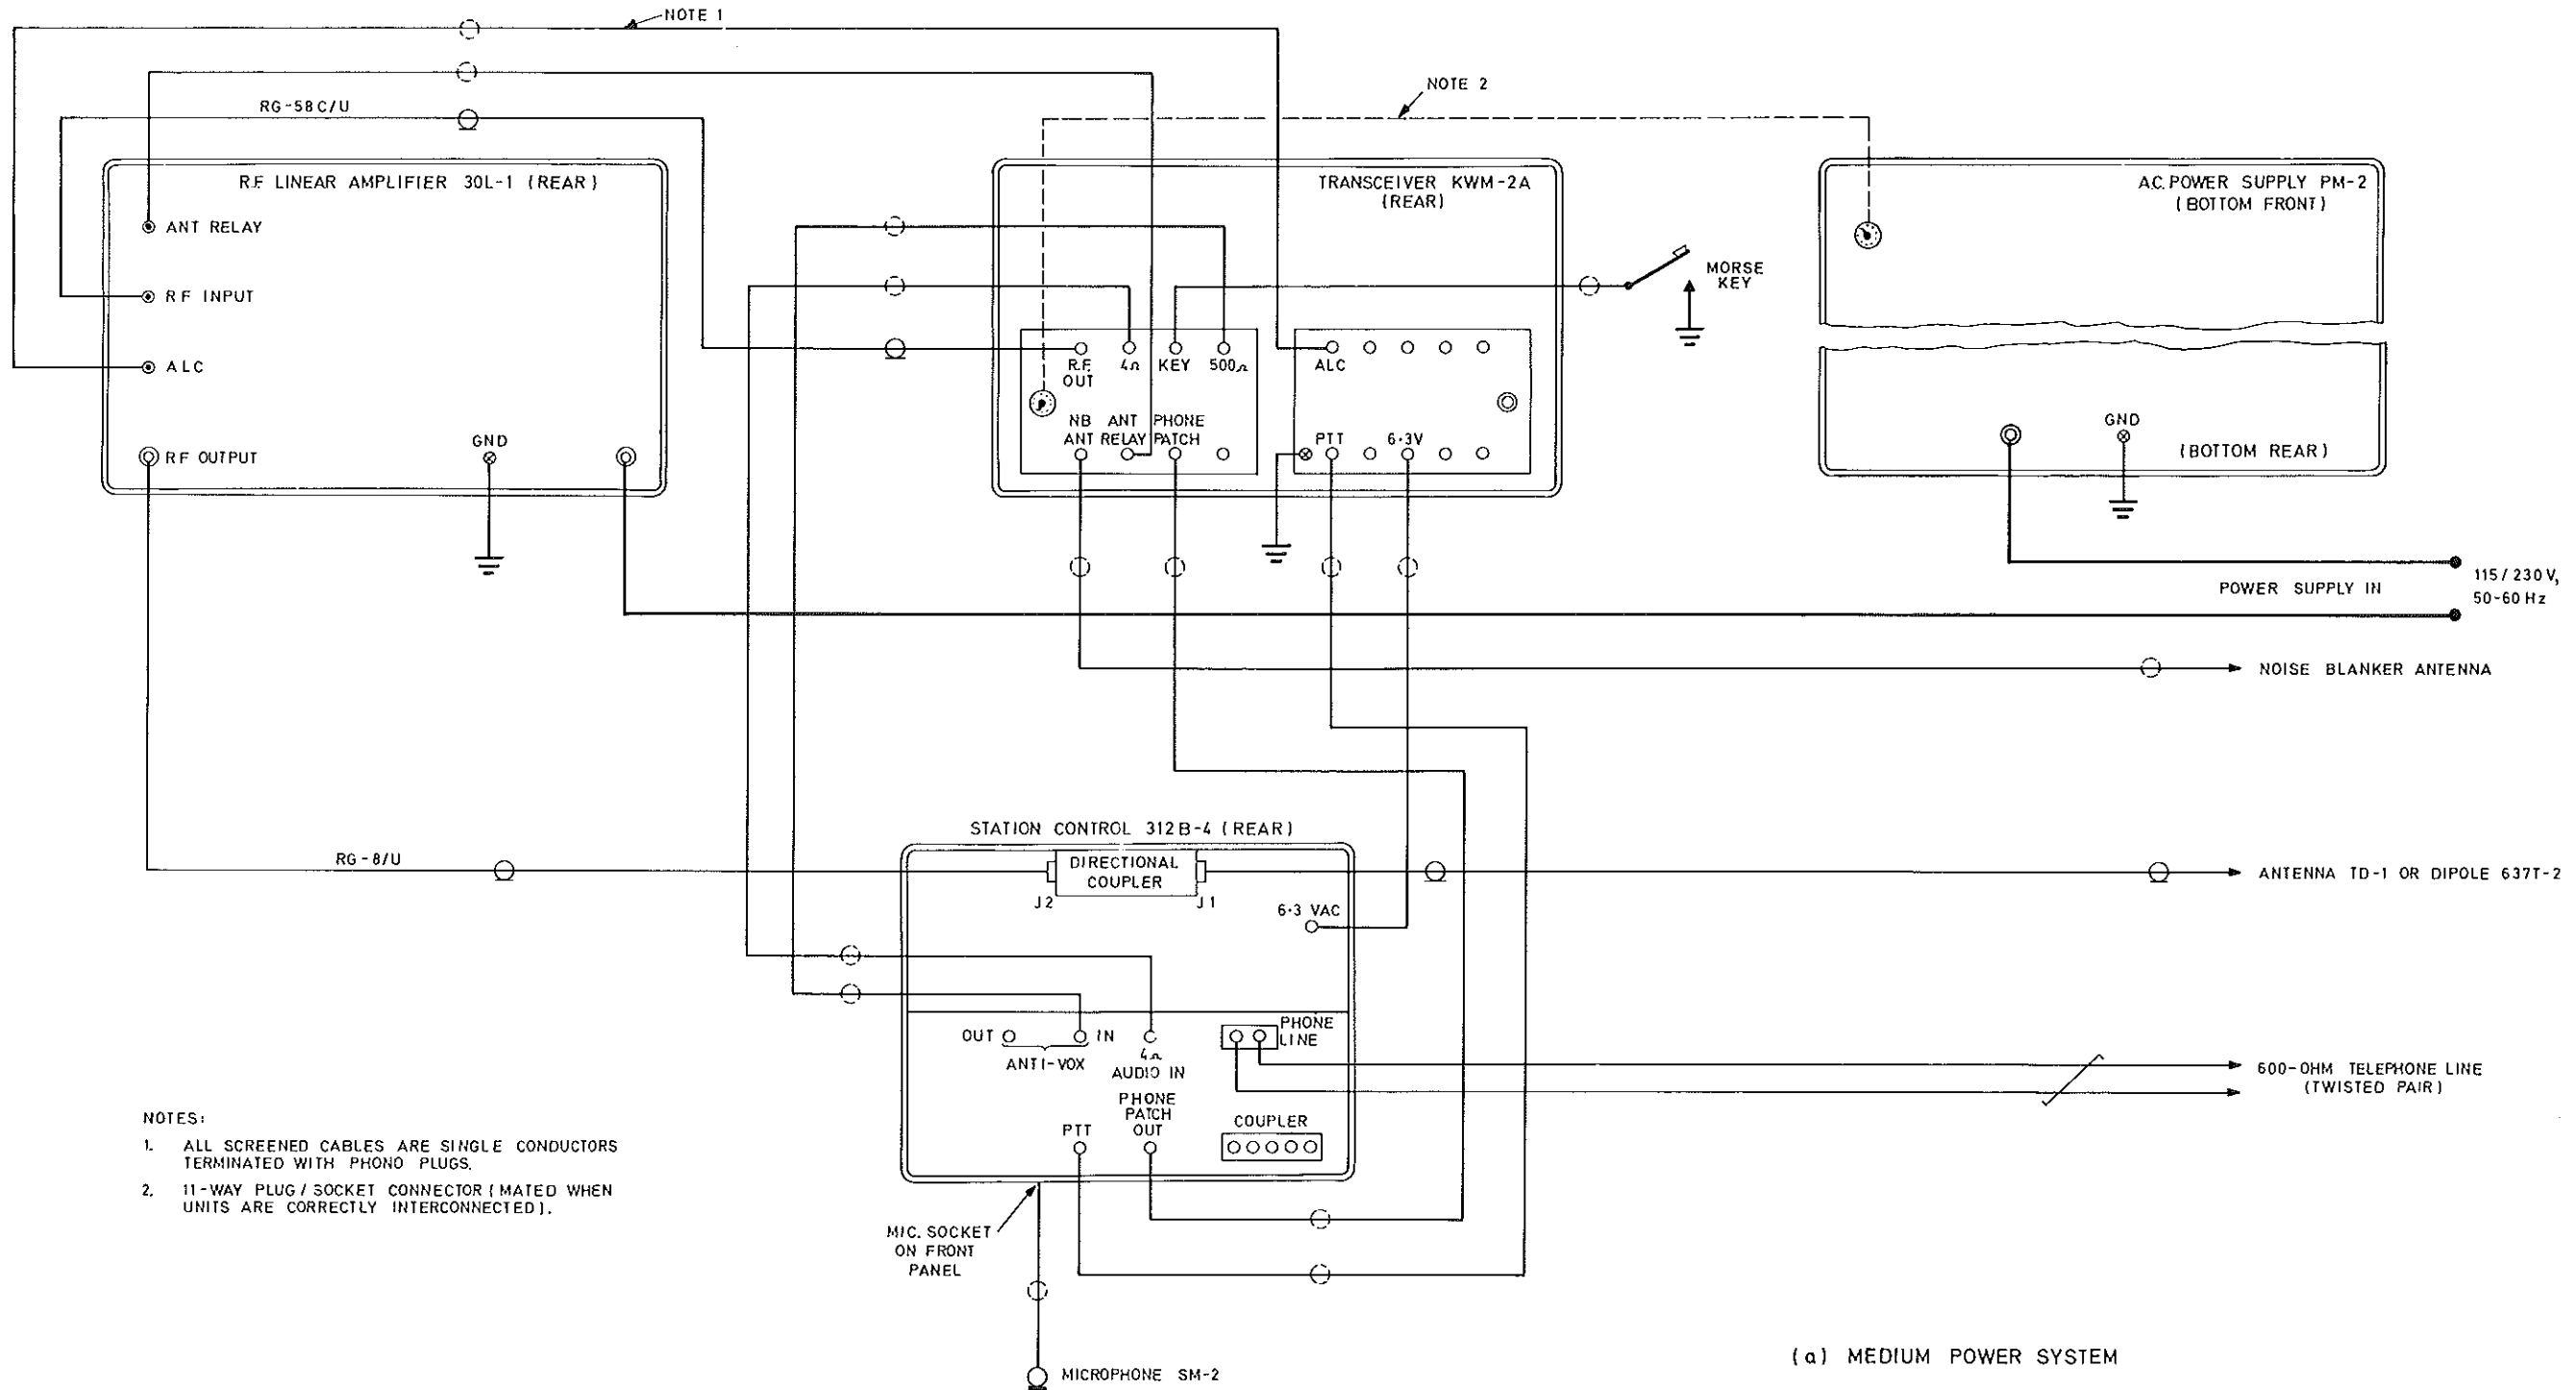 NOTE 1
NOTE 2
RG-58C/U
R.F. LINEAR AMPLIFIER 30L-1 (REAR)
ANT RELAY
RF INPUT
ALC
RF OUTPUT
GND
TRANSCEIVER KWM-2A
(REAR)
R.F. OUT
4Ω
KEY
500Ω
NB ANT
ANT RELAY
PHONE PATCH
ALC
PTT
6·3V
MORSE
KEY
A.C. POWER SUPPLY PM-2
(BOTTOM FRONT)
GND
(BOTTOM REAR)
POWER SUPPLY IN
115/230V,
50-60 Hz
NOISE BLANKER ANTENNA
STATION CONTROL 312B-4 (REAR)
RG-8/U
DIRECTIONAL
COUPLER
J2
J1
6·3 VAC
ANTENNA TD-1 OR DIPOLE 637T-2
OUT
IN
ANTI-VOX
4Ω
AUDIO IN
PHONE
LINE
600-OHM TELEPHONE LINE
(TWISTED PAIR)
PTT
PHONE
PATCH
OUT
COUPLER
NOTES:
1. ALL SCREENED CABLES ARE SINGLE CONDUCTORS
TERMINATED WITH PHONO PLUGS.
2. 11-WAY PLUG / SOCKET CONNECTOR (MATED WHEN
UNITS ARE CORRECTLY INTERCONNECTED).
MIC. SOCKET
ON FRONT
PANEL
MICROPHONE SM-2
(a) MEDIUM POWER SYSTEM